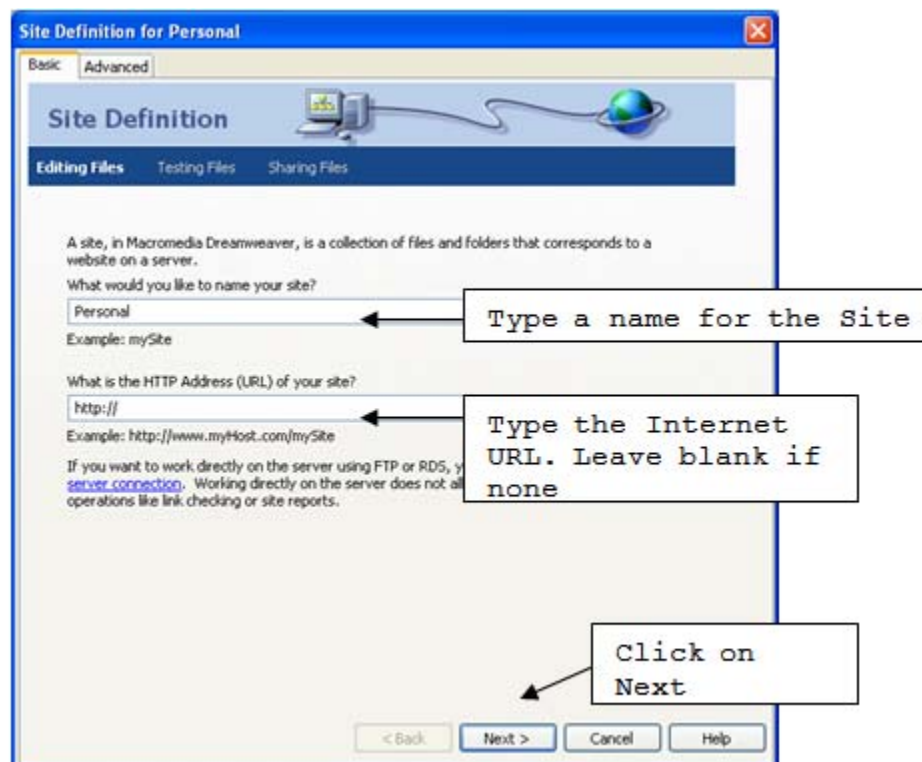 Site Definition for Personal
Basic Advanced
Site Definition
Editing Files Testing Files Sharing Files
A site, in Macromedia Dreamweaver, is a collection of files and folders that corresponds to a
website on a server.
What would you like to name your site?
Personal
Type a name for the Site
Example: mySite
What is the HTTP Address (URL) of your site?
http://
Type the Internet
URL. Leave blank if
none
Example: http://www.myHost.com/mySite
If you want to work directly on the server using FTP or RDS, y
server connection. Working directly on the server does not al
operations like link checking or site reports.
Click on
Next
< Back Next > Cancel Help